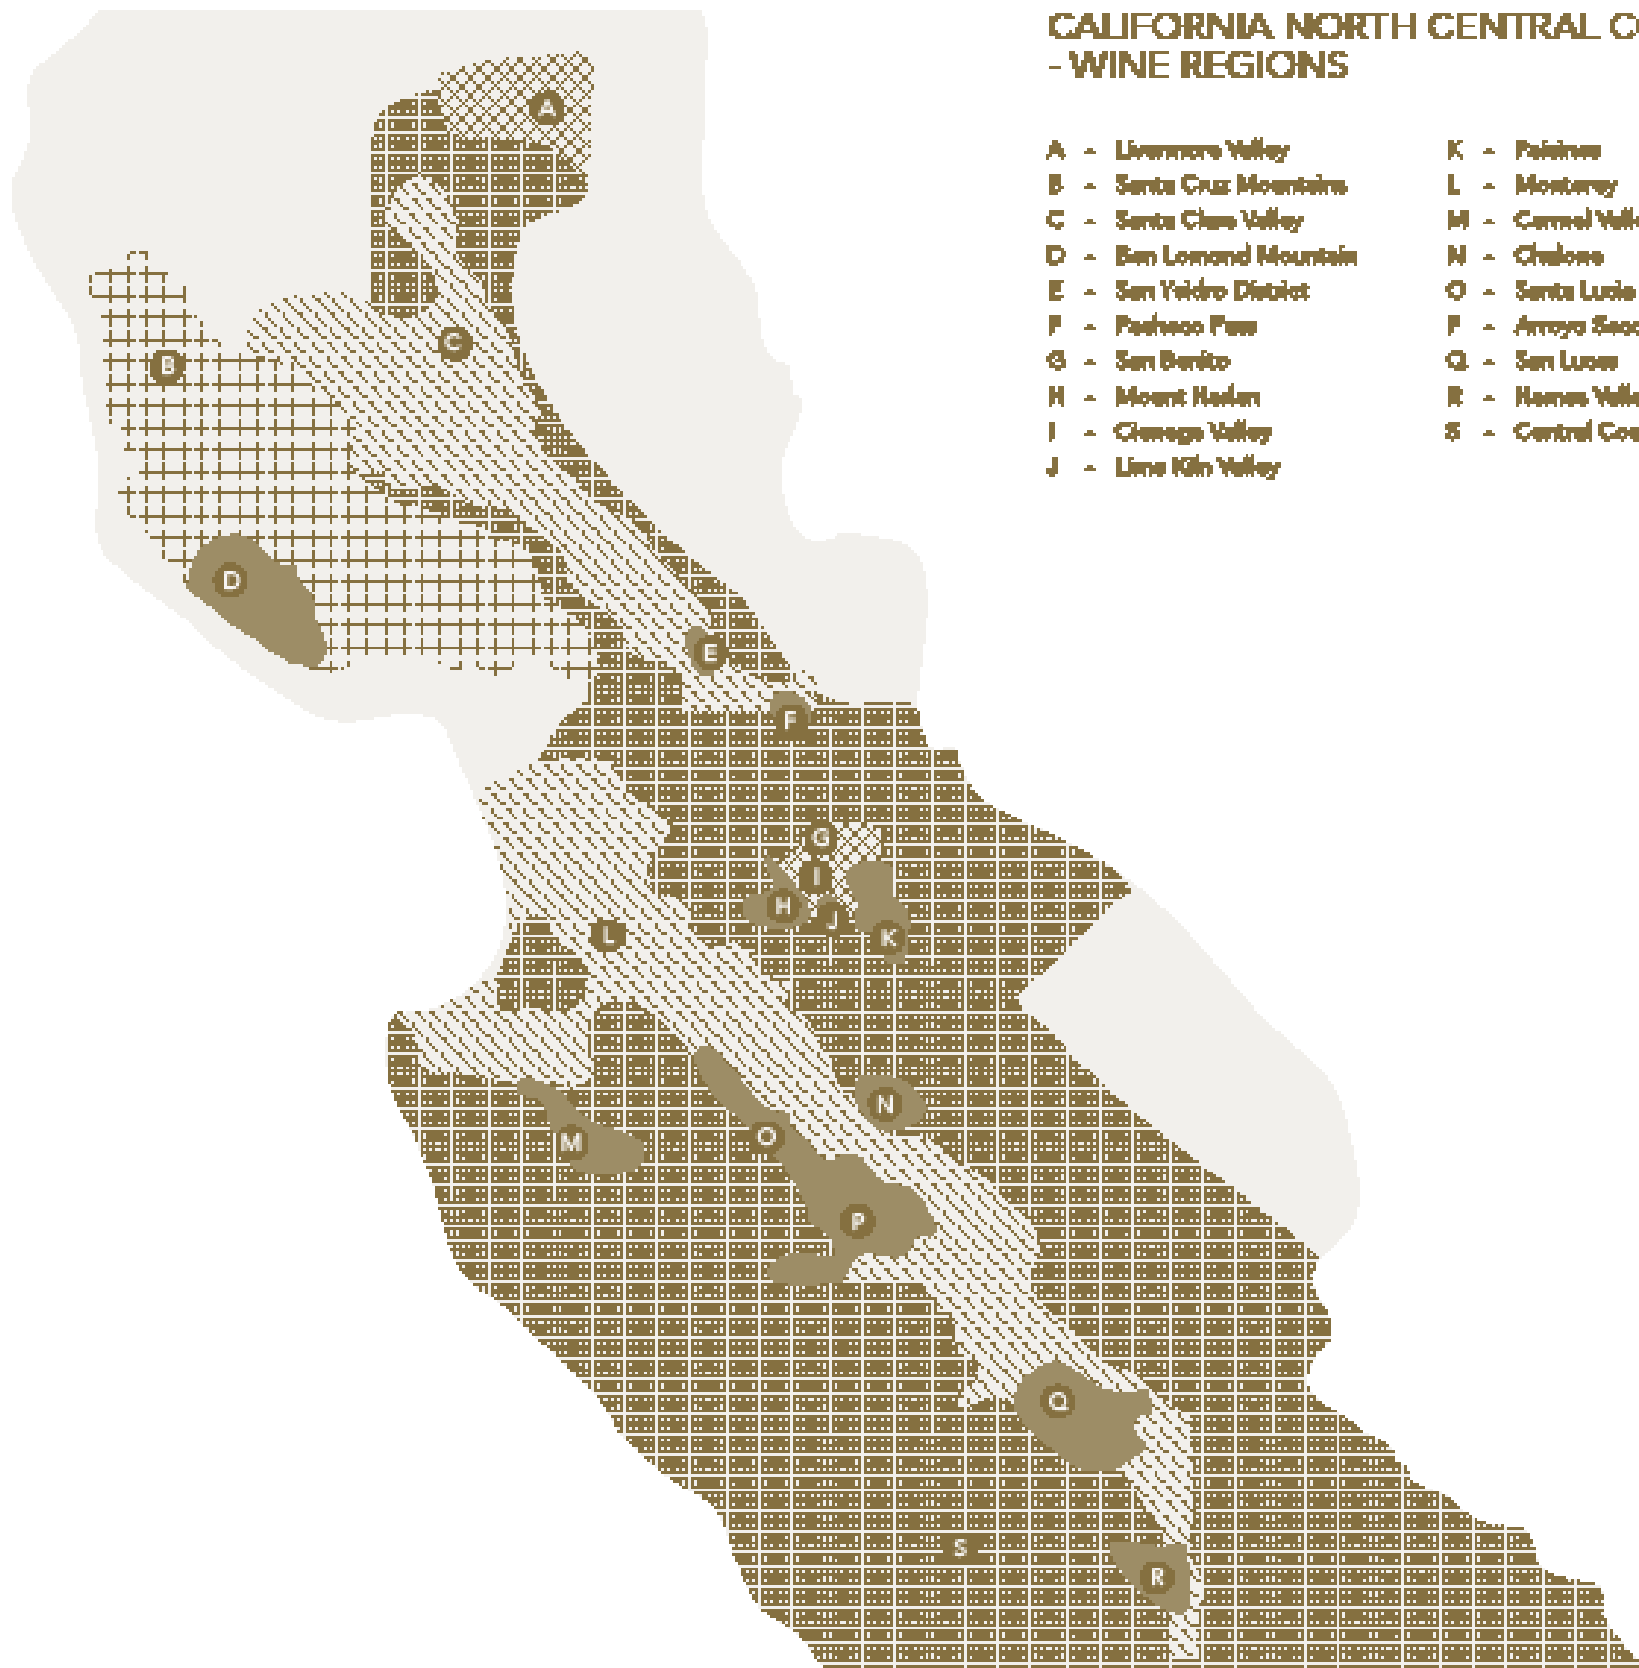 CALIFORNIA NORTH CENTRAL CO
- WINE REGIONS
A - Livermore Valley
B - Santa Cruz Mountains
C - Santa Clara Valley
D - Ben Lomond Mountain
E - San Ysidro District
F - Pacheco Pass
G - San Benito
H - Mount Harlan
I - Cienega Valley
J - Lime Kiln Valley
K - Paicines
L - Monterey
M - Carmel Valle
N - Chalone
O - Santa Lucia
P - Arroyo Seco
Q - San Lucas
R - Hames Valle
S - Central Coa
A
B
C
D
E
F
G
I
H
J
K
L
N
O
M
P
Q
S
R